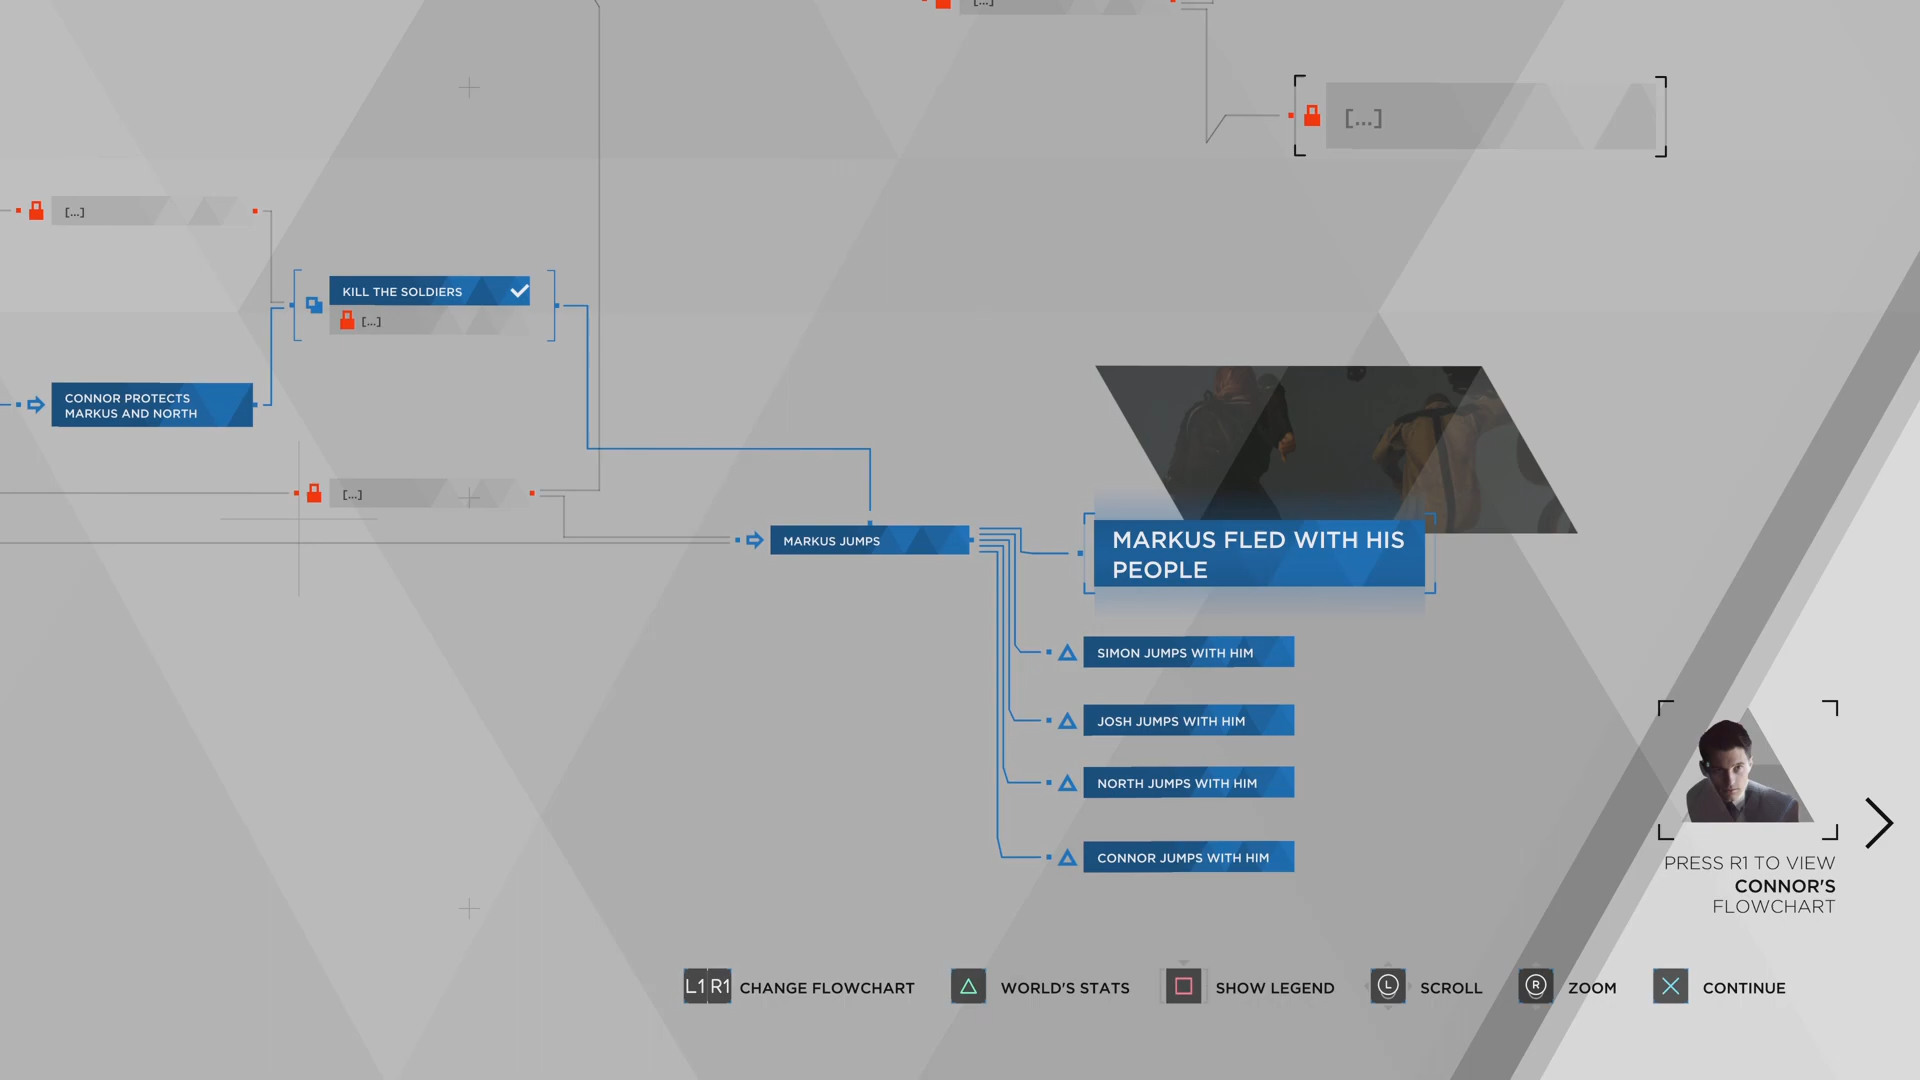 [...]
[...]
[...]
KILL THE SOLDIERS
[...]
CONNOR PROTECTS
MARKUS AND NORTH
[...]
MARKUS JUMPS
MARKUS FLED WITH HIS
PEOPLE
SIMON JUMPS WITH HIM
JOSH JUMPS WITH HIM
NORTH JUMPS WITH HIM
CONNOR JUMPS WITH HIM
PRESS R1 TO VIEW
CONNOR'S
FLOWCHART
L1 R1 CHANGE FLOWCHART
WORLD'S STATS
SHOW LEGEND
L SCROLL
R ZOOM
CONTINUE